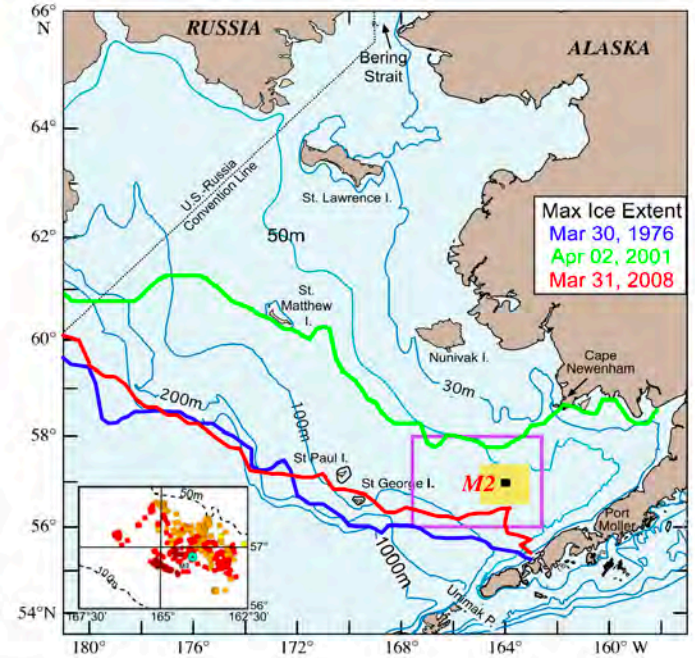 66°
N
RUSSIA
ALASKA
Bering
Strait
64°
U.S.-Russia
Convention Line
St. Lawrence I.
Max Ice Extent
Mar 30, 1976
Apr 02, 2001
Mar 31, 2008
62°
50m
St.
Matthew
I.
60°
Nunivak I.
Cape
Newenham
30m
200m
100m
58°
St Paul I.
St George I.
M2
50m
57°
Port
Moller
56°
1000m
100m
56°
Unimak P.
54°N
167°30'
165°
162°30'
180°
176°
172°
168°
164°
160° W